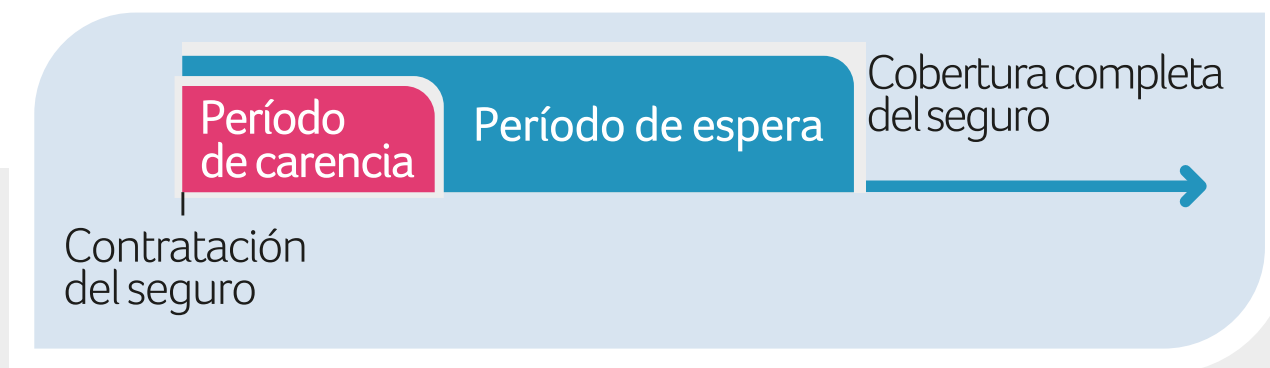 Período
de carencia
Período de espera
Cobertura completa
del seguro
Contratación
del seguro